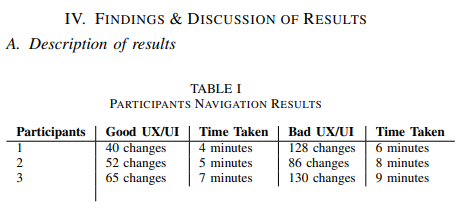 IV. FINDINGS & DISCUSSION OF RESULTS
A. Description of results
TABLE I
PARTICIPANTS NAVIGATION RESULTS
Participants Good UX/UI Time Taken Bad UX/UI Time Taken
1 40 changes 4 minutes 128 changes 6 minutes
2 52 changes 5 minutes 86 changes 8 minutes
3 65 changes 7 minutes 130 changes 9 minutes